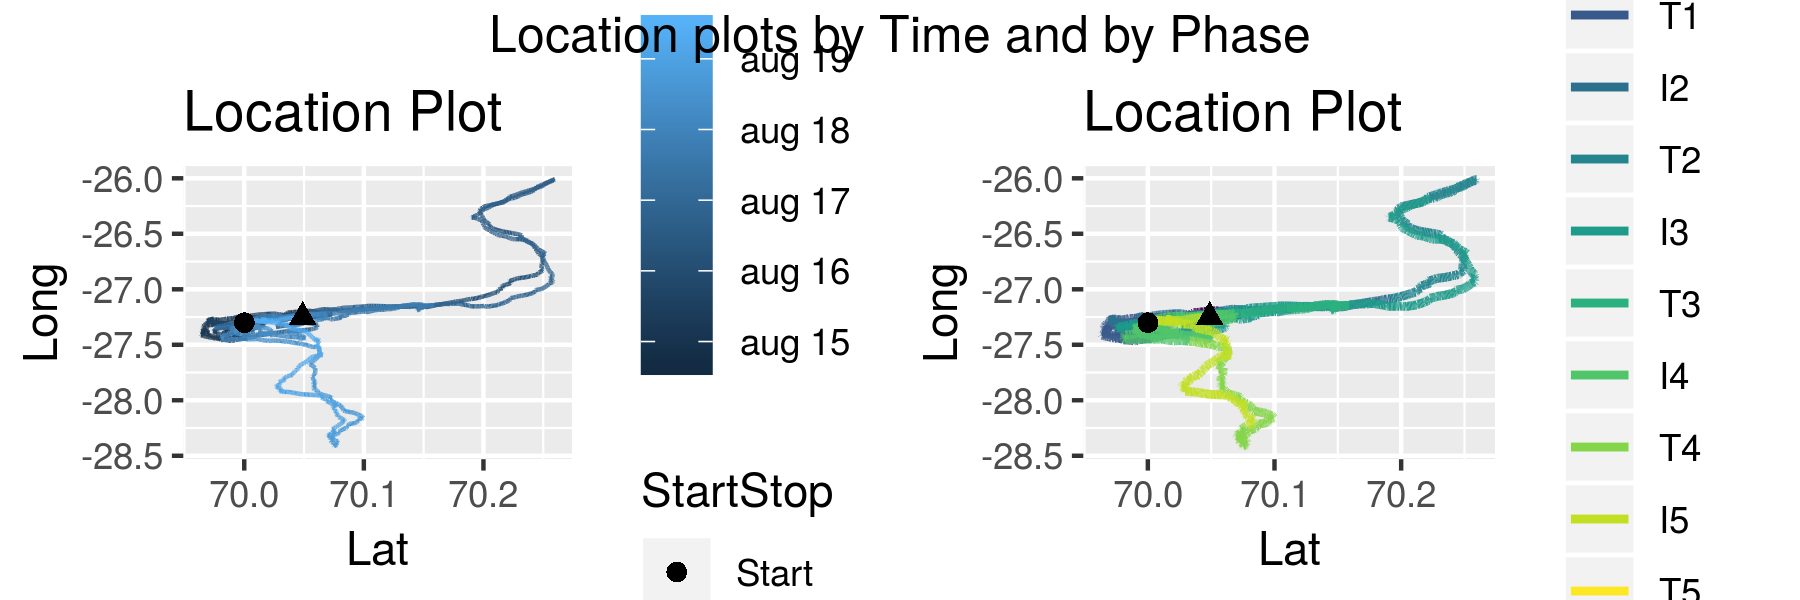 Location plots by Time and by Phase
Location Plot
-26.0
-26.5
-27.0
-27.5
-28.0
-28.5
Long
70.0 70.1 70.2
Lat
aug 19
aug 18
aug 17
aug 16
aug 15
StartStop
Start
Location Plot
-26.0
-26.5
-27.0
-27.5
-28.0
-28.5
Long
70.0 70.1 70.2
Lat
T1
I2
T2
I3
T3
I4
T4
I5
T5